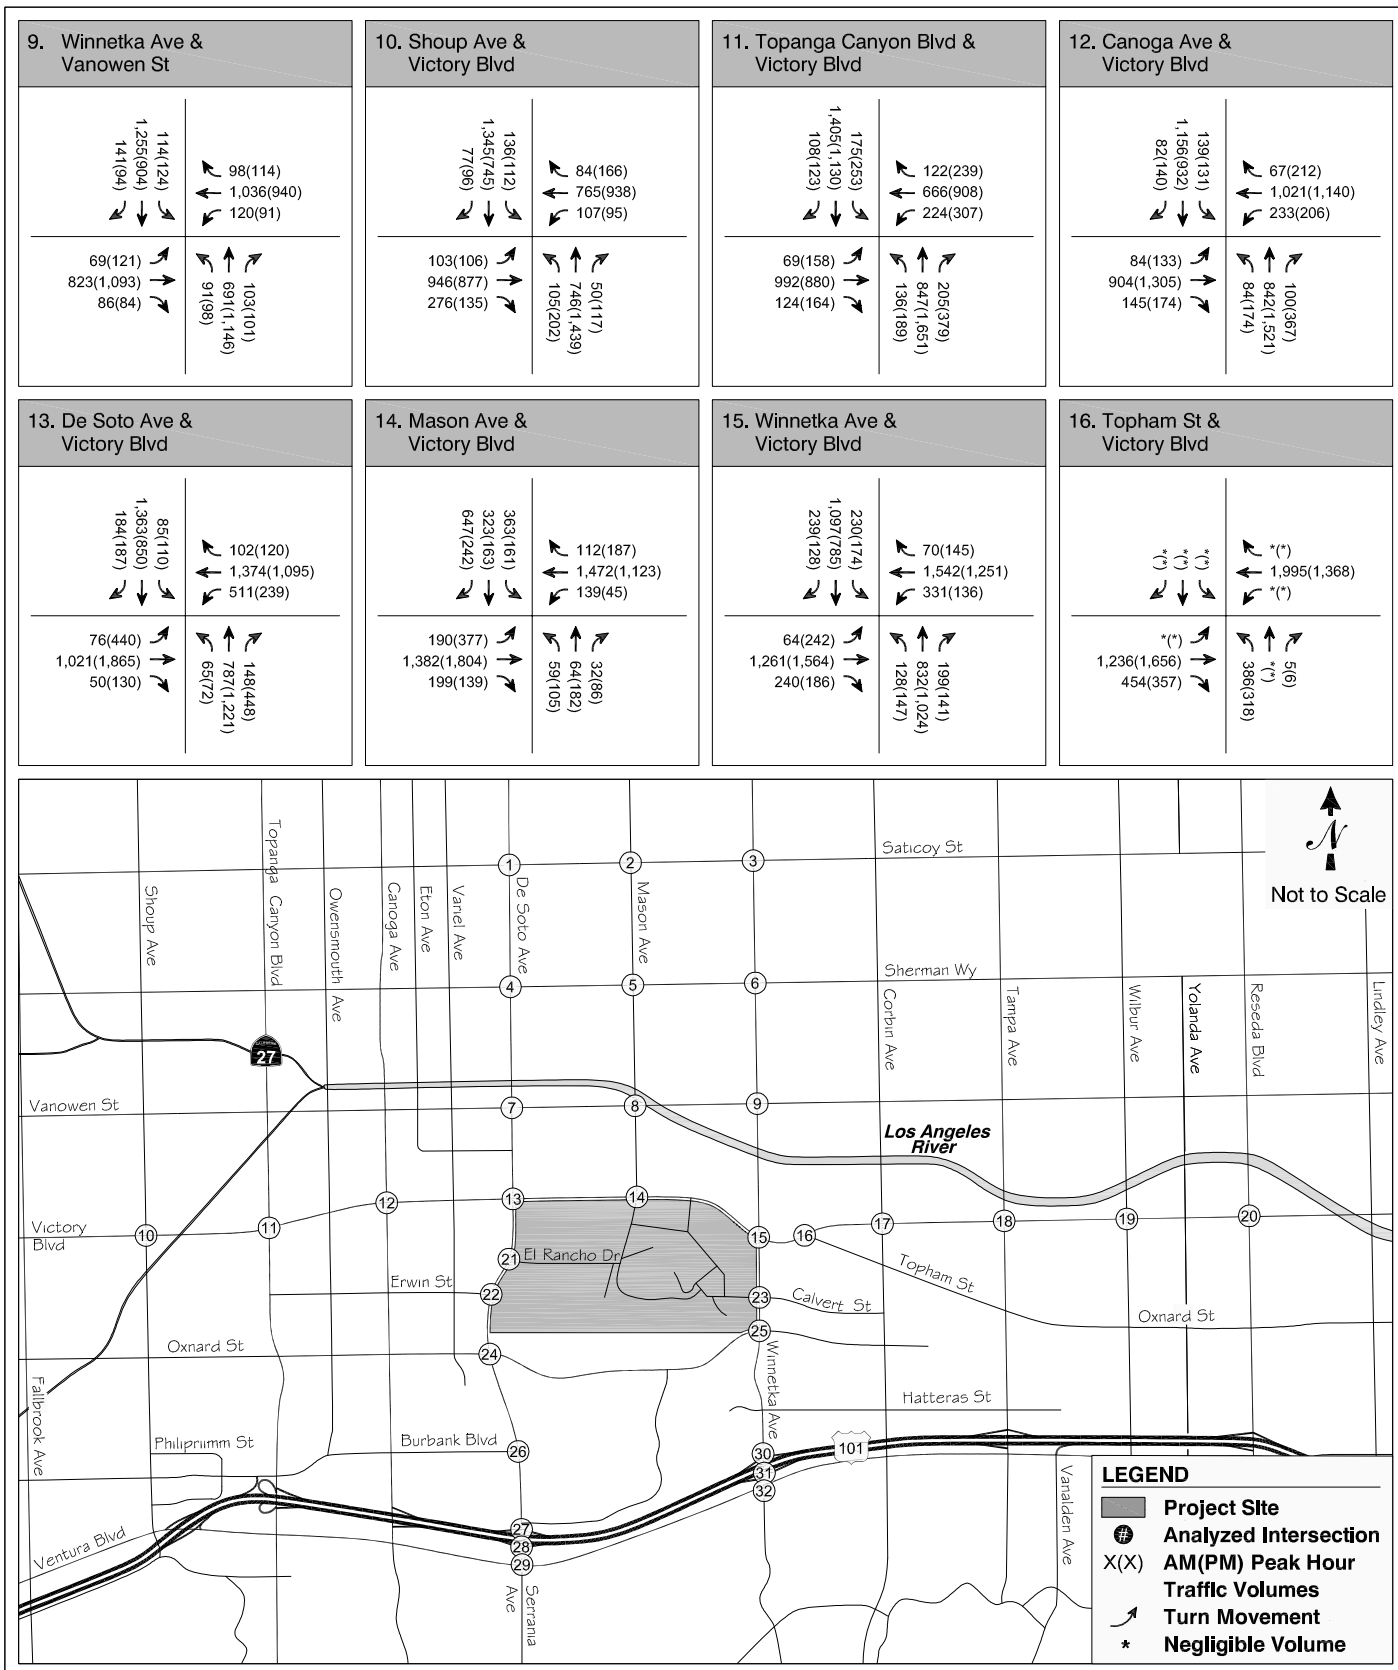 9. Winnetka Ave &
Vanowen St
114(124)
1,255(904)
141(94)
98(114)
1,036(940)
120(91)
69(121)
823(1,093)
86(84)
91(98)
691(1,146)
103(101)
10. Shoup Ave &
Victory Blvd
136(112)
1,345(745)
77(96)
84(166)
765(938)
107(95)
103(106)
946(877)
276(135)
105(202)
746(1,439)
50(117)
11. Topanga Canyon Blvd &
Victory Blvd
175(253)
1,405(1,130)
108(123)
122(239)
666(908)
224(307)
69(158)
992(880)
124(164)
136(189)
847(1,651)
205(379)
12. Canoga Ave &
Victory Blvd
139(131)
1,156(932)
82(140)
67(212)
1,021(1,140)
233(206)
84(133)
904(1,305)
145(174)
84(174)
842(1,521)
100(367)
13. De Soto Ave &
Victory Blvd
85(110)
1,363(850)
184(187)
102(120)
1,374(1,095)
511(239)
76(440)
1,021(1,865)
50(130)
65(72)
787(1,221)
148(448)
14. Mason Ave &
Victory Blvd
363(161)
323(163)
647(242)
112(187)
1,472(1,123)
139(45)
190(377)
1,382(1,804)
199(139)
59(105)
64(182)
32(86)
15. Winnetka Ave &
Victory Blvd
230(174)
1,097(785)
239(128)
70(145)
1,542(1,251)
331(136)
64(242)
1,261(1,564)
240(186)
128(147)
832(1,024)
199(141)
16. Topham St &
Victory Blvd
*(*)
*(*)
*(*)
*(*)
1,995(1,368)
*(*)
*(*)
1,236(1,656)
454(357)
386(318)
*(*)
5(6)
N
Not to Scale
Saticoy St
1
2
3
Shoup Ave
Topanga Canyon Blvd
Owensmouth Ave
Canoga Ave
Eton Ave
Variel Ave
De Soto Ave
Mason Ave
Sherman Wy
4
5
6
Corbin Ave
Tampa Ave
Wilbur Ave
Yolanda Ave
Reseda Blvd
Lindley Ave
27
Vanowen St
7
8
9
Los Angeles
River
Victory
Blvd
10
11
12
13
14
15
16
17
18
19
20
21
El Rancho Dr
Erwin St
22
23
Calvert St
Topham St
Oxnard St
25
Oxnard St
24
Fallbrook Ave
Winnetka Ave
Hatteras St
Philiprimm St
Burbank Blvd
26
30
101
31
32
Vanalden Ave
27
28
29
Ventura Blvd
Serrania
Ave
LEGEND
Project Site
# Analyzed Intersection
X(X) AM(PM) Peak Hour
Traffic Volumes
Turn Movement
* Negligible Volume